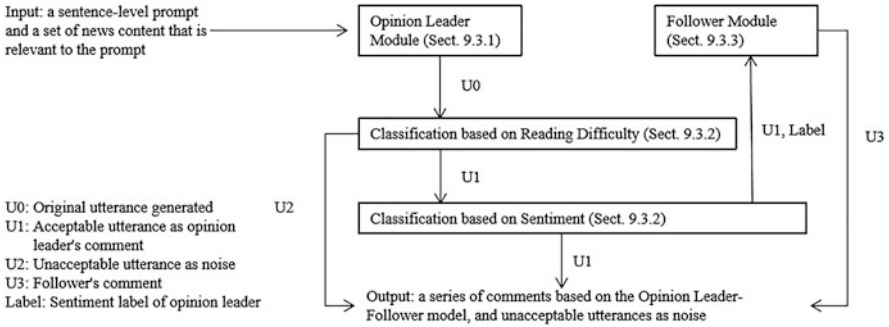 Input: a sentence-level prompt
and a set of news content that is
relevant to the prompt
Opinion Leader
Module (Sect. 9.3.1)
Follower Module
(Sect. 9.3.3)
U0
Classification based on Reading Difficulty (Sect. 9.3.2)
U1, Label
U3
U1
U2
Classification based on Sentiment (Sect. 9.3.2)
U1
U0: Original utterance generated
U1: Acceptable utterance as opinion
leader's comment
U2: Unacceptable utterance as noise
U3: Follower's comment
Label: Sentiment label of opinion leader
Output: a series of comments based on the Opinion Leader-
Follower model, and unacceptable utterances as noise